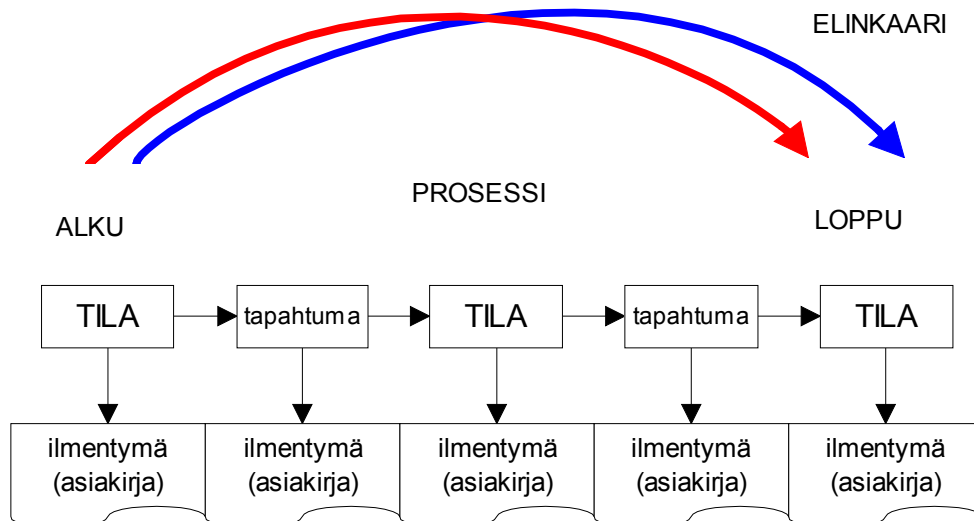 ELINKAARI
PROSESSI
ALKU
LOPPU
TILA
tapahtuma
TILA
tapahtuma
TILA
ilmentymä
(asiakirja)
ilmentymä
(asiakirja)
ilmentymä
(asiakirja)
ilmentymä
(asiakirja)
ilmentymä
(asiakirja)